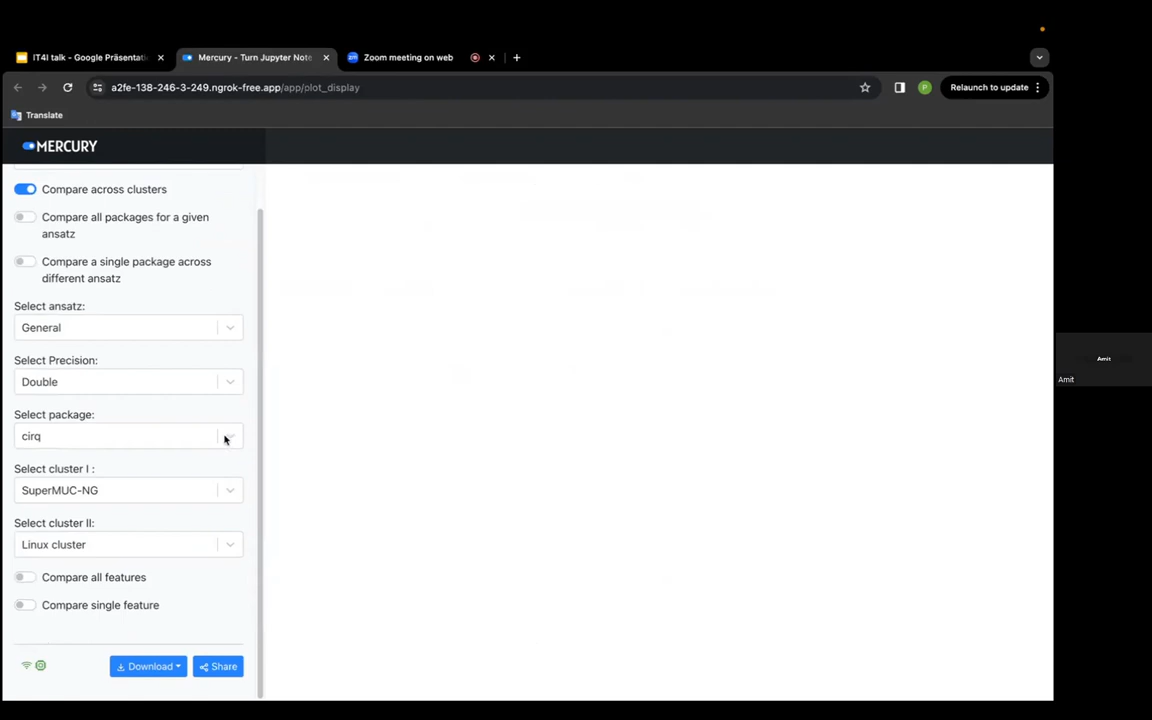 IT4I talk - Google Präsentati
Mercury - Turn Jupyter Note
Zoom meeting on web
a2fe-138-246-3-249.ngrok-free.app/app/plot_display
P
Relaunch to update
Translate
MERCURY
Compare across clusters
Compare all packages for a given
ansatz
Compare a single package across
different ansatz
Select ansatz:
General
Select Precision:
Double
Select package:
cirq
Select cluster I :
SuperMUC-NG
Select cluster II:
Linux cluster
Compare all features
Compare single feature
Download
Share
Amit
Amit